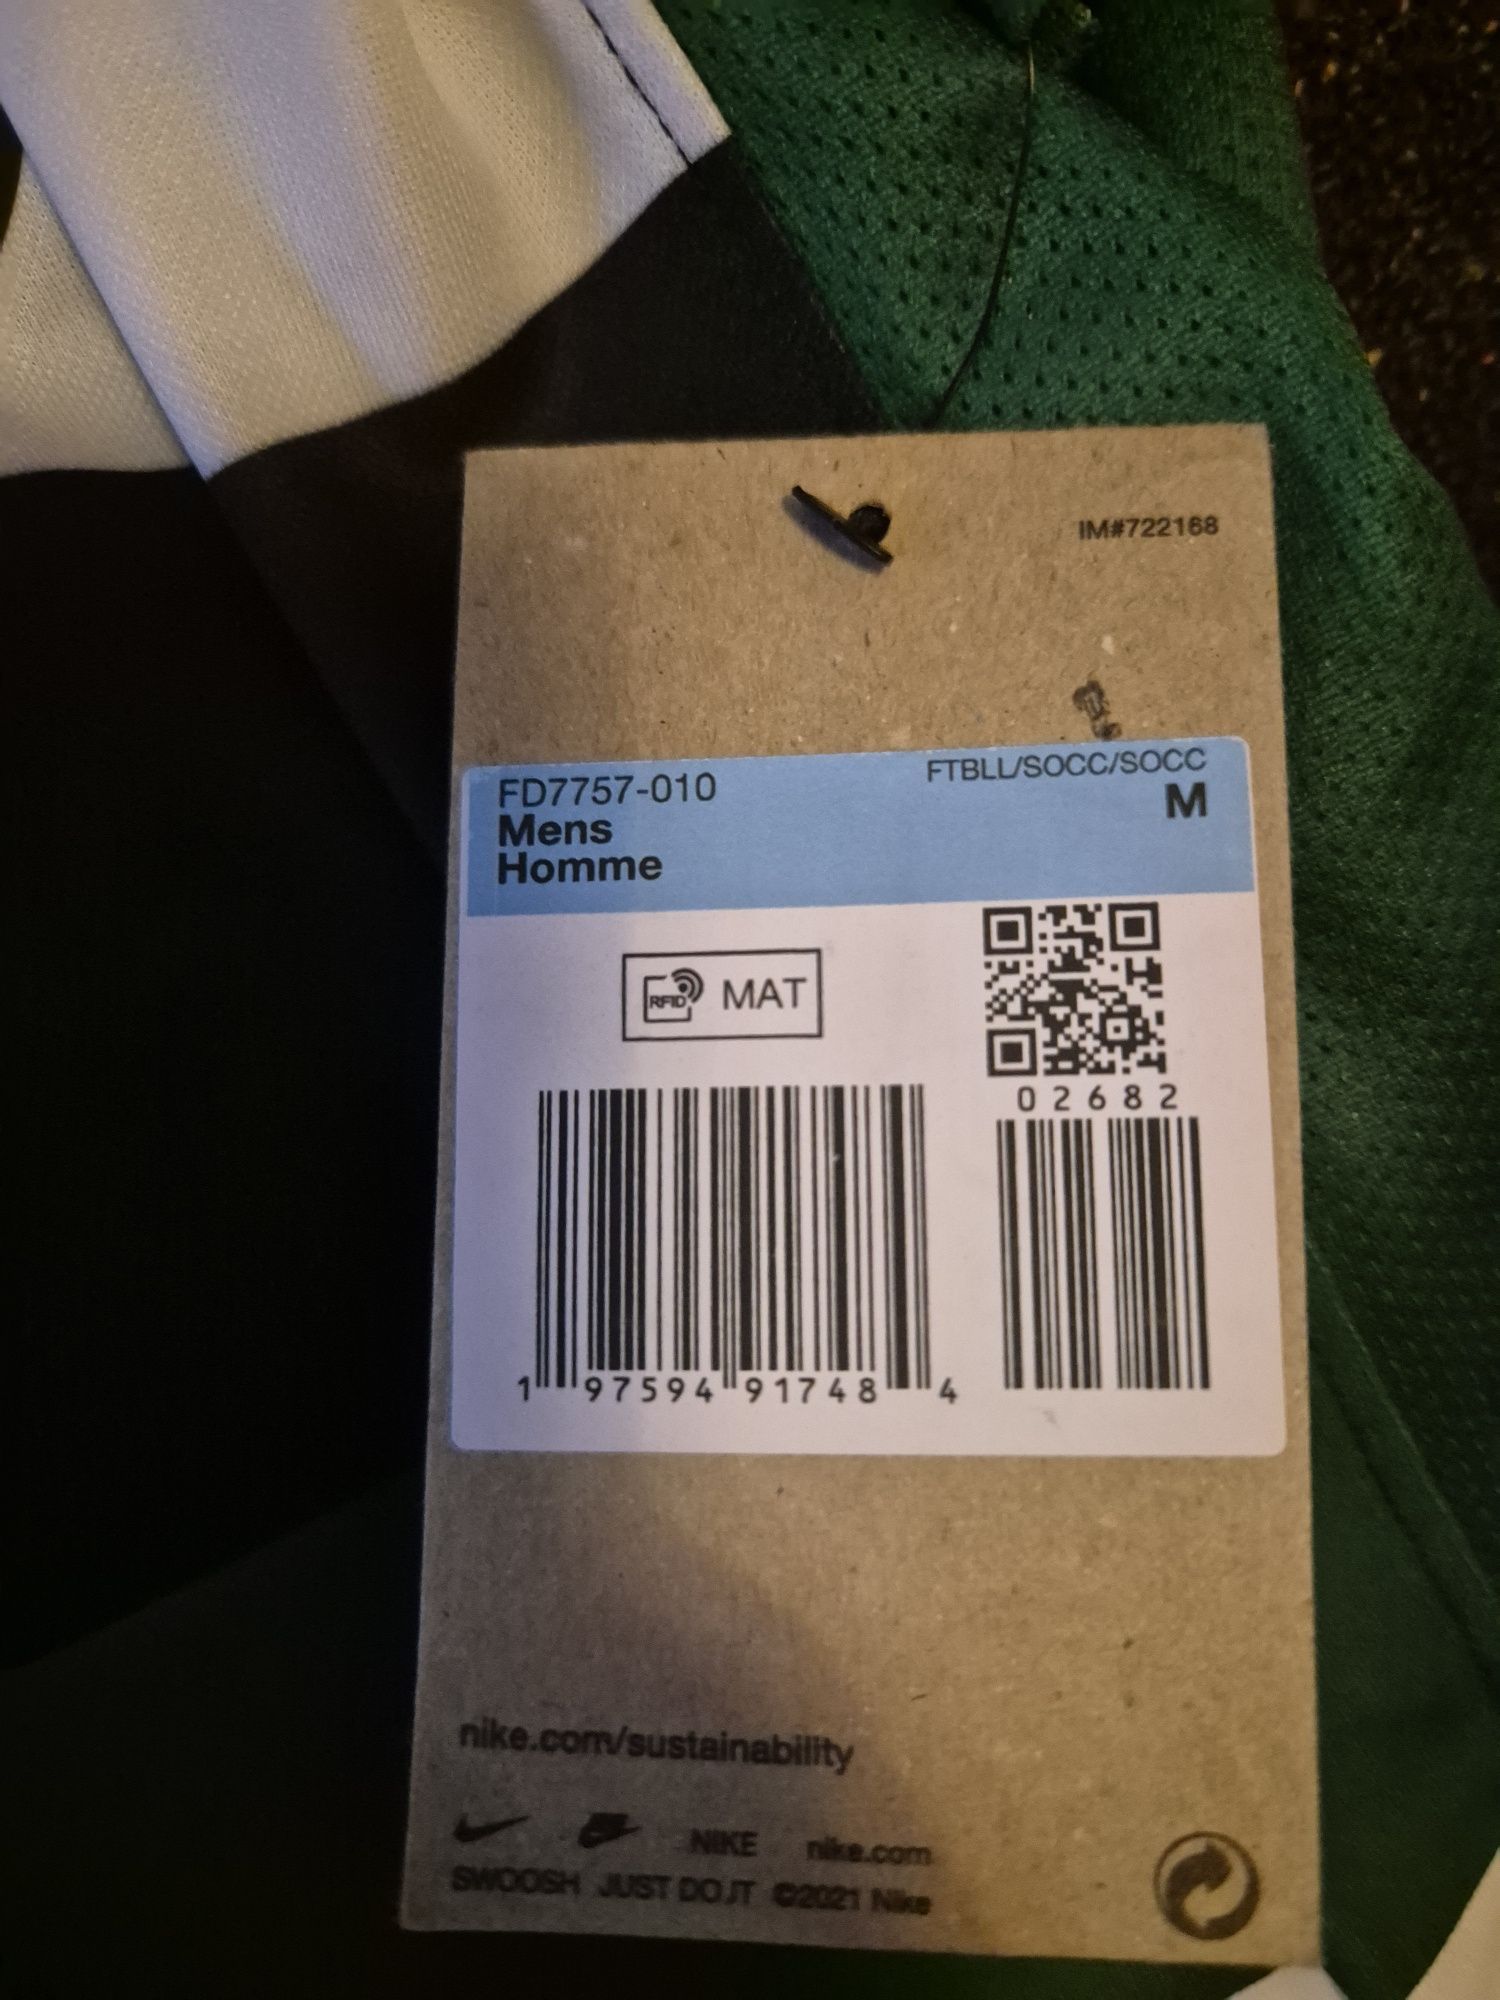 IM#722168
FD7757-010
FTBLL/SOCC/SOCC
Mens
M
Homme
RFID MAT
02682
1 97594 91748 4
nike.com/sustainability
NIKE nike.com
SWOOSH JUST DO IT ©2021 Nike